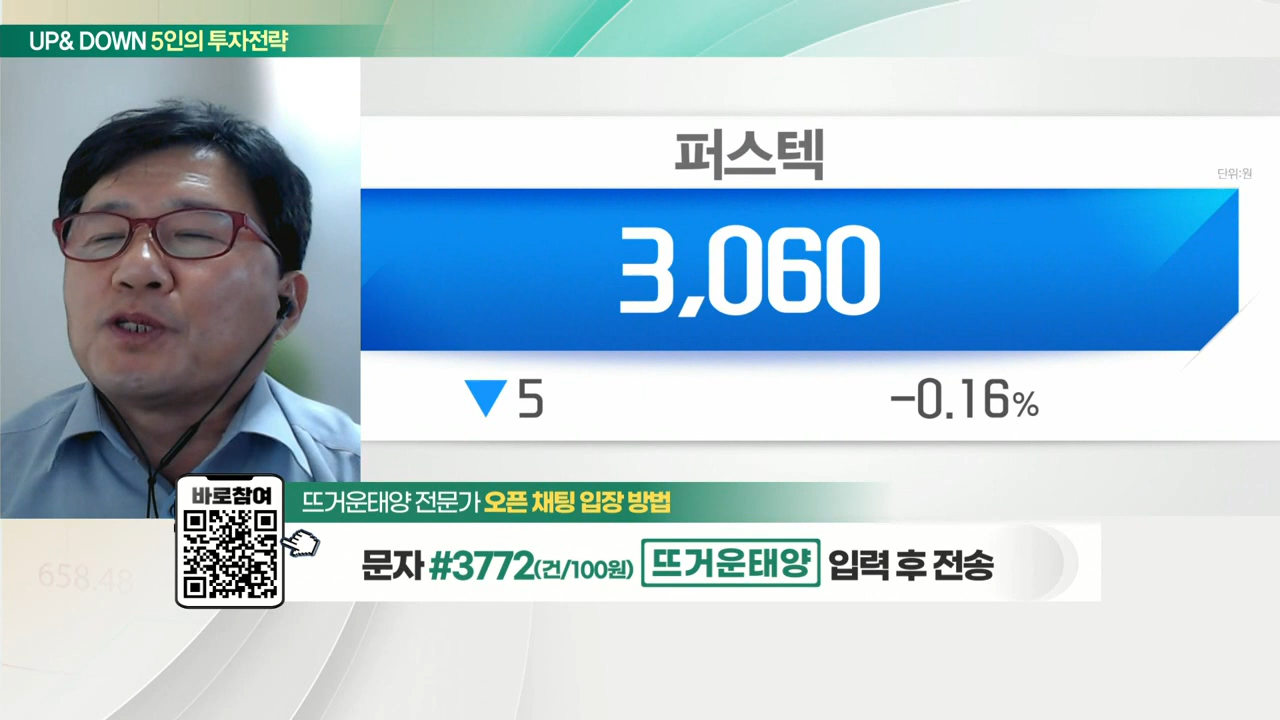 UP& DOWN 5인의 투자전략
퍼스텍
단위:원
3,060
▼ 5
-0.16%
바로참여
뜨거운태양 전문가 오픈 채팅 입장 방법
문자 #3772(건/100원) 뜨거운태양 입력 후 전송
658.48